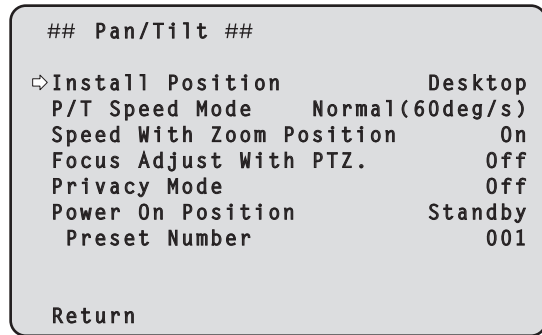 ## Pan/Tilt ##
⇨Install Position Desktop
P/T Speed Mode Normal(60deg/s)
Speed With Zoom Position On
Focus Adjust With PTZ. Off
Privacy Mode Off
Power On Position Standby
Preset Number 001
Return